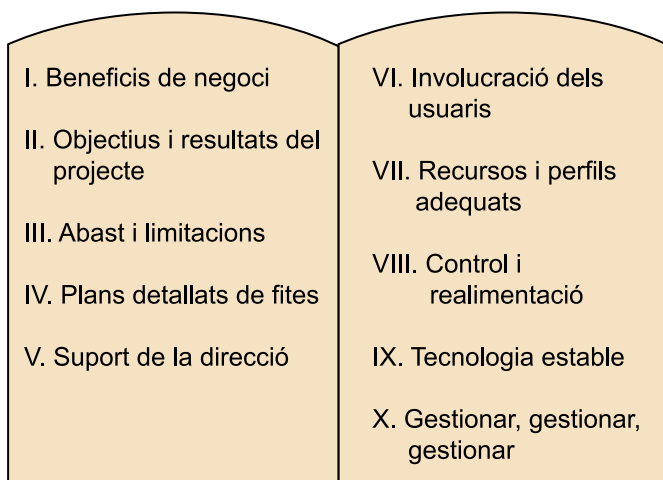 I. Beneficis de negoci
II. Objectius i resultats del
projecte
III. Abast i limitacions
IV. Plans detallats de fites
V. Suport de la direcció
VI. Involucració dels
usuaris
VII. Recursos i perfils
adequats
VIII. Control i
realimentació
IX. Tecnologia estable
X. Gestionar, gestionar,
gestionar